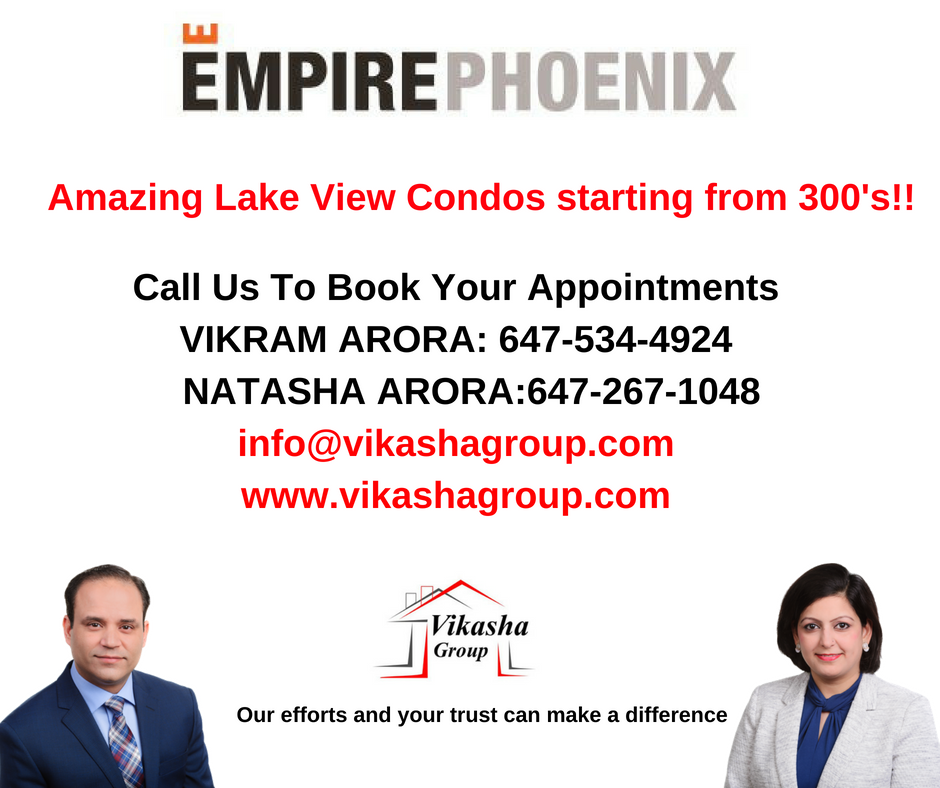 EMPIRE PHOENIX
Amazing Lake View Condos starting from 300's!!
Call Us To Book Your Appointments
VIKRAM ARORA: 647-534-4924
NATASHA ARORA:647-267-1048
info@vikashagroup.com
www.vikashagroup.com
Vikasha
Group
Our efforts and your trust can make a difference